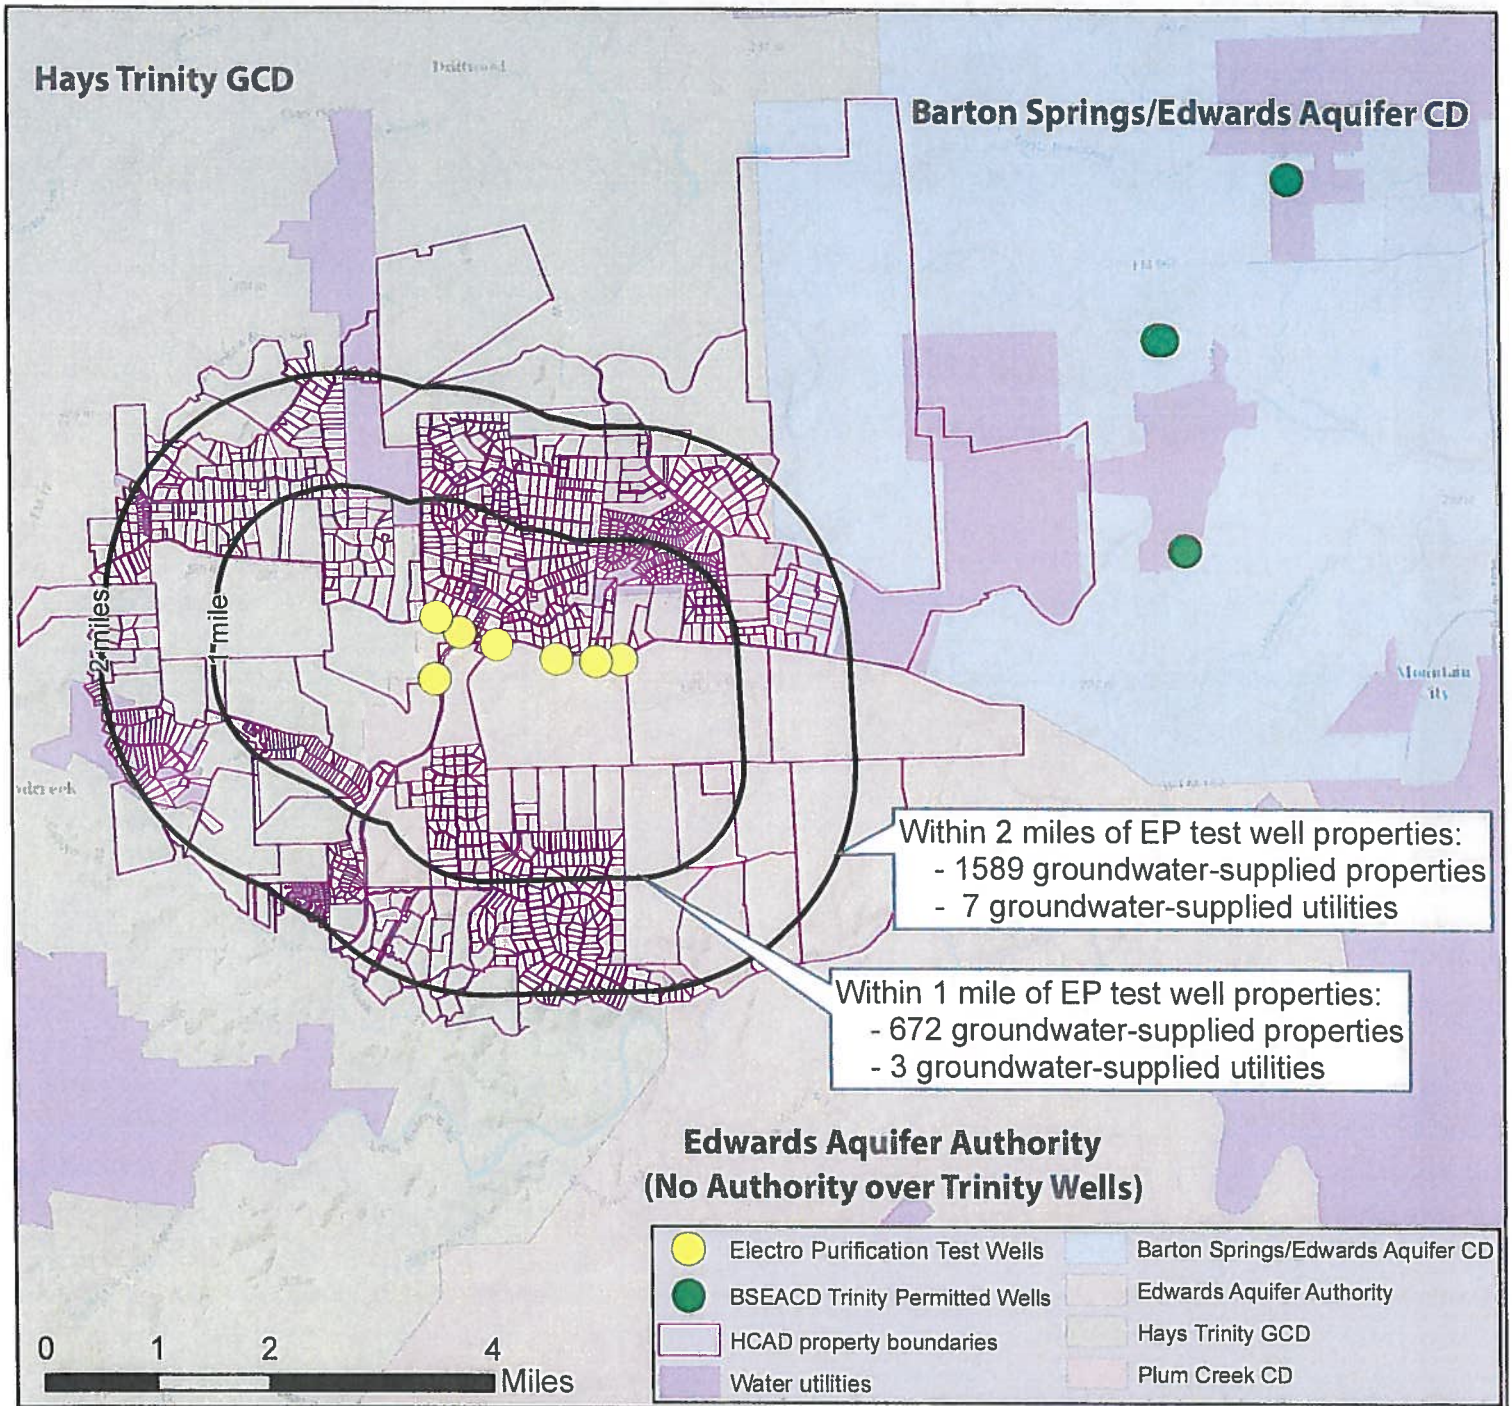 Hays Trinity GCD
Driftwood
Barton Springs/Edwards Aquifer CD
2 miles
1 mile
Mountain
Within 2 miles of EP test well properties:
- 1589 groundwater-supplied properties
- 7 groundwater-supplied utilities
Within 1 mile of EP test well properties:
- 672 groundwater-supplied properties
- 3 groundwater-supplied utilities
Edwards Aquifer Authority
(No Authority over Trinity Wells)
Electro Purification Test Wells
BSEACD Trinity Permitted Wells
HCAD property boundaries
Water utilities
Barton Springs/Edwards Aquifer CD
Edwards Aquifer Authority
Hays Trinity GCD
Plum Creek CD
0 1 2 4
Miles